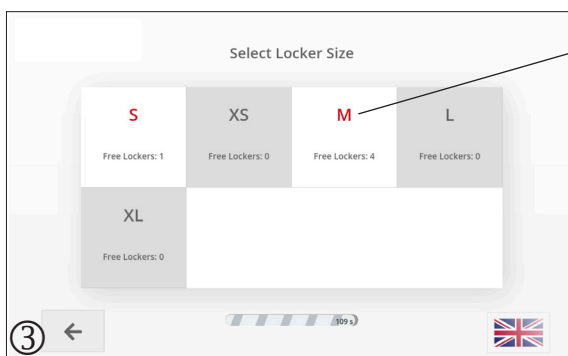 Select Locker Size
S XS M L
Free Lockers: 1 Free Lockers: 0 Free Lockers: 4 Free Lockers: 0
XL
Free Lockers: 0
109 s)
③